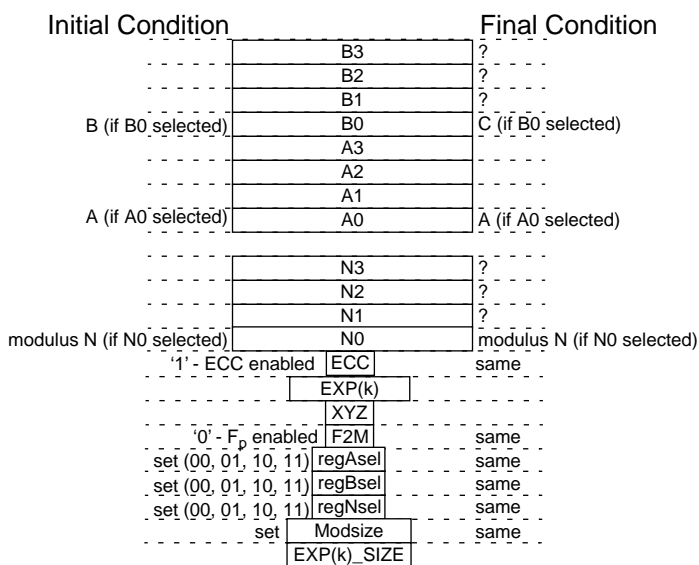 Initial Condition Final Condition
B3 ?
B2 ?
B1 ?
B (if B0 selected) B0 C (if B0 selected)
A3
A2
A1
A (if A0 selected) A0 A (if A0 selected)
N3 ?
N2 ?
N1 ?
modulus N (if N0 selected) N0 modulus N (if N0 selected)
‘1’ - ECC enabled ECC same
EXP(k)
XYZ
‘0’ - Fp enabled F2M same
set (00, 01, 10, 11) regAsel same
set (00, 01, 10, 11) regBsel same
set (00, 01, 10, 11) regNsel same
set Modsize same
EXP(k)_SIZE